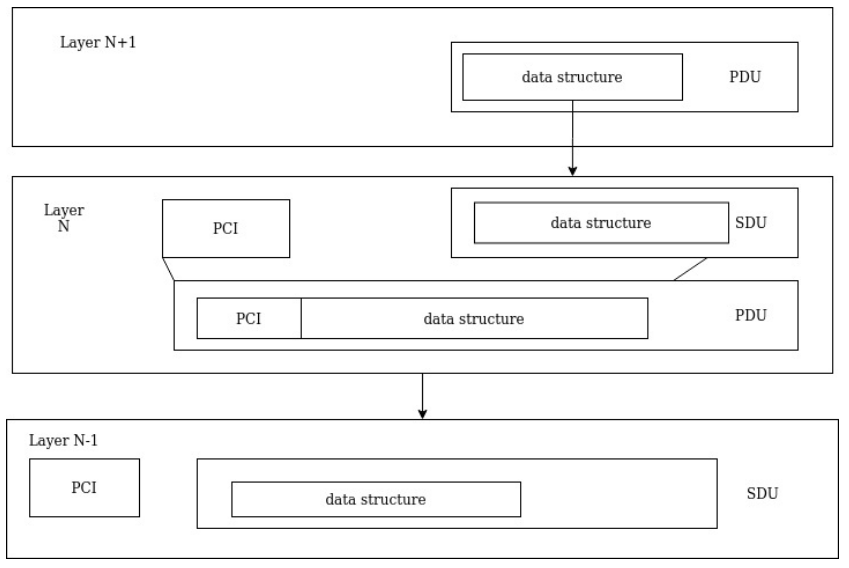 Layer N+1
data structure
PDU
Layer
N
PCI
data structure
SDU
PCI
data structure
PDU
Layer N-1
PCI
data structure
SDU